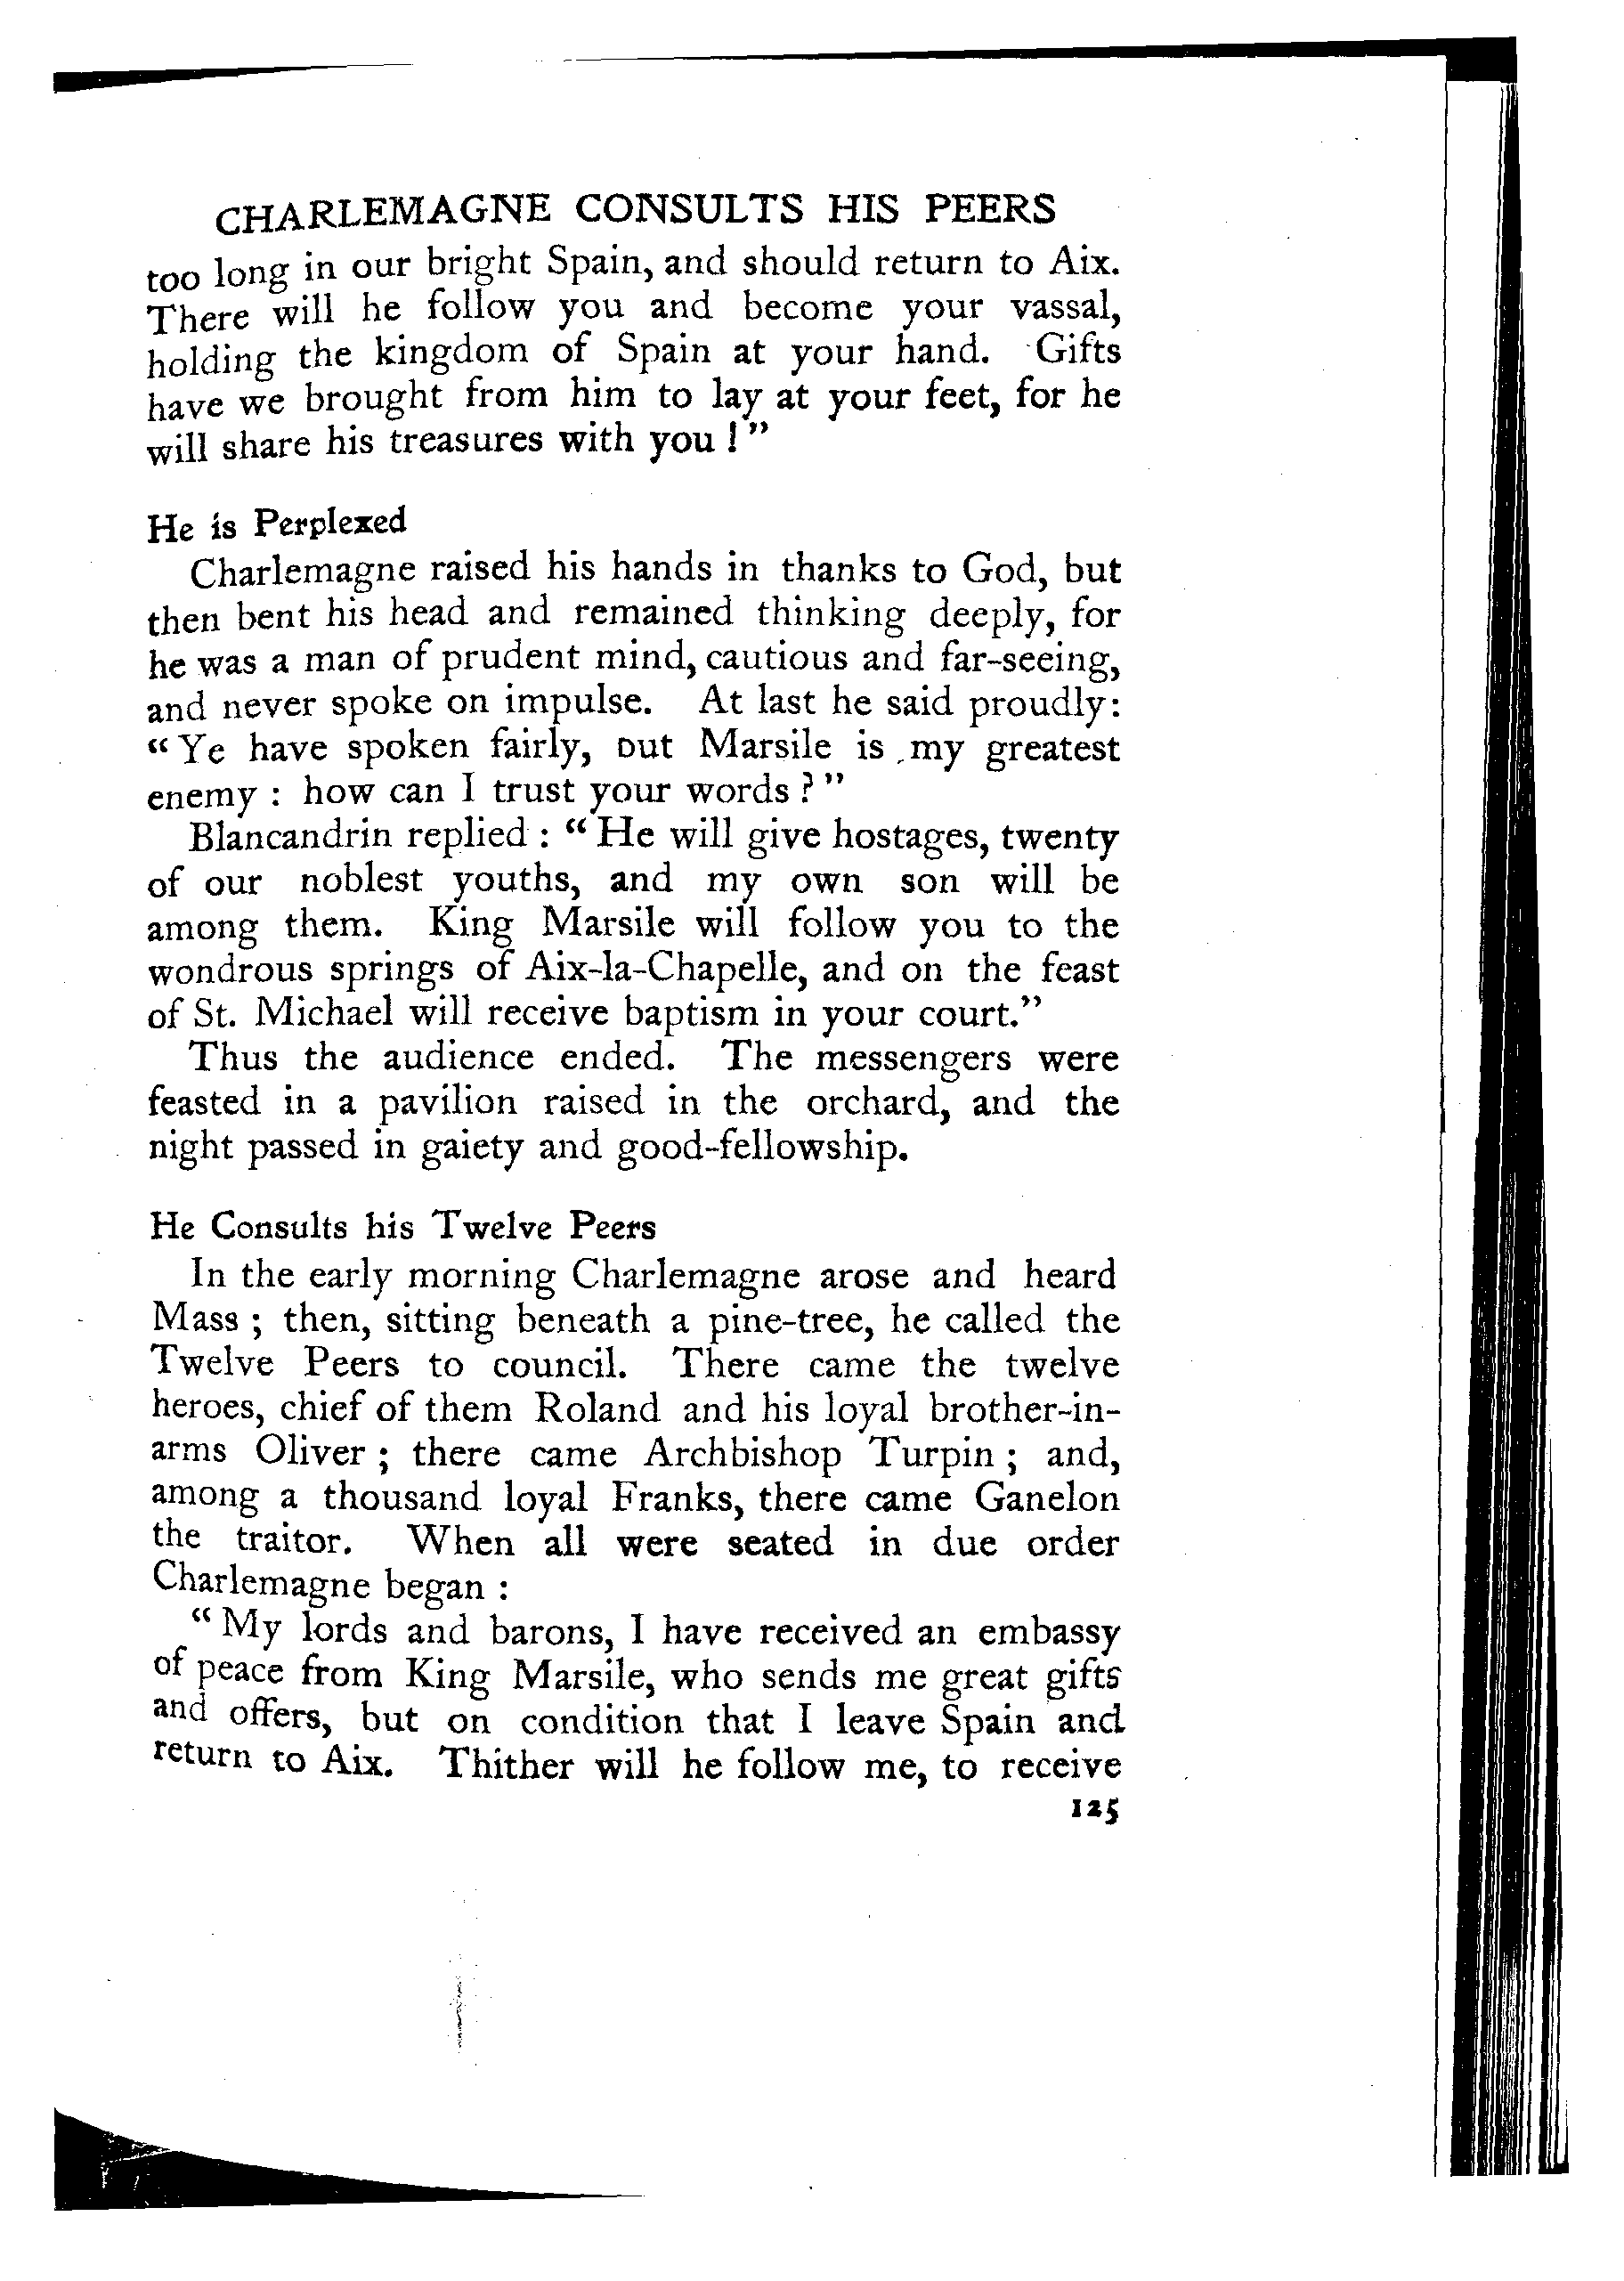 CHARLEMAGNE CONSULTS HIS PEERS
too long in our bright Spain, and should return to Aix.
There will he follow you and become your vassal,
holding the kingdom of Spain at your hand. Gifts
have we brought from him to lay at your feet, for he
will share his treasures with you ! "
He is Perplexed
Charlemagne raised his hands in thanks to God, but
then bent his head and remained thinking deeply, for
he was a man of prudent mind, cautious and far-seeing,
and never spoke on impulse. At last he said proudly:
" Ye have spoken fairly, but Marsile is my greatest
enemy : how can I trust your words ? "
Blancandrin replied : " He will give hostages, twenty
of our noblest youths, and my own son will be
among them. King Marsile will follow you to the
wondrous springs of Aix-la-Chapelle, and on the feast
of St. Michael will receive baptism in your court."
Thus the audience ended. The messengers were
feasted in a pavilion raised in the orchard, and the
night passed in gaiety and good-fellowship.
He Consults his Twelve Peers
In the early morning Charlemagne arose and heard
Mass ; then, sitting beneath a pine-tree, he called the
Twelve Peers to council. There came the twelve
heroes, chief of them Roland and his loyal brother-in-
arms Oliver ; there came Archbishop Turpin ; and,
among a thousand loyal Franks, there came Ganelon
the traitor. When all were seated in due order
Charlemagne began :
" My lords and barons, I have received an embassy
of peace from King Marsile, who sends me great gifts
and offers, but on condition that I leave Spain and
return to Aix. Thither will he follow me, to receive
125